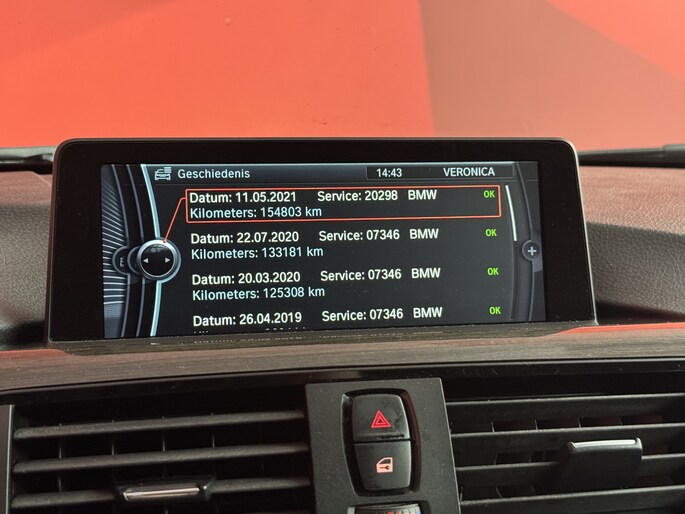 Geschiedenis 14:43 VERONICA
Datum: 11.05.2021 Service: 20298 BMW OK
Kilometers: 154803 km
Datum: 22.07.2020 Service: 07346 BMW OK
Kilometers: 133181 km
Datum: 20.03.2020 Service: 07346 BMW OK
Kilometers: 125308 km
Datum: 26.04.2019 Service: 07346 BMW OK